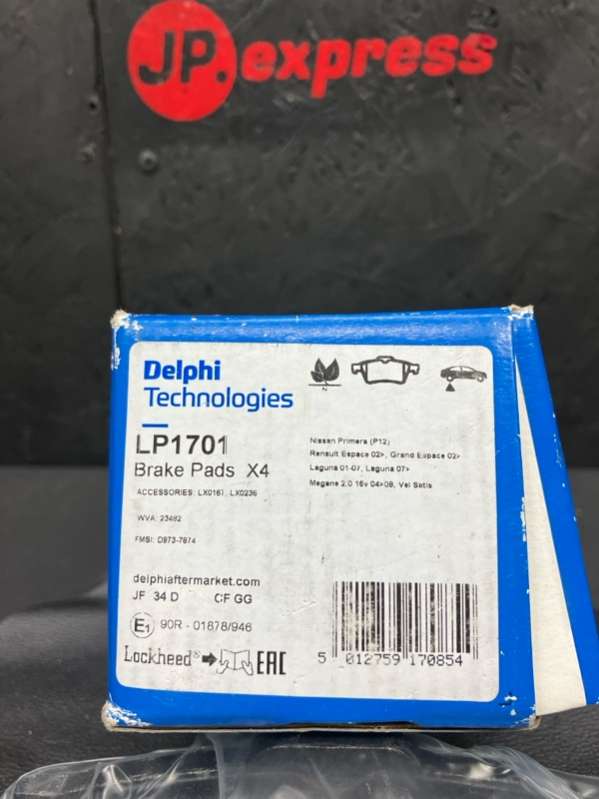 JP.express
Delphi
Technologies
LP1701
Brake Pads X4
ACCESSORIES: LX0167, LX0236
WVA: 23482
FMSI: D973-7874
Nissan Primera (P12)
Renault Espace 02>, Grand Espace 02>
Laguna 01-07, Laguna 07>
Megane 2.0 16v 04>08, Vel Satis
N
delphiaftermarket.com
JF 34 D CF GG
E1 90R - 01678/946
Lockheed® EAC
5 012759 170854